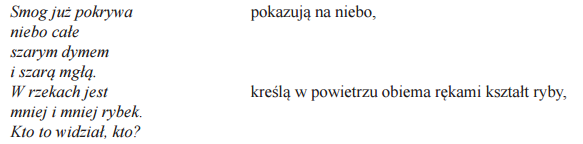 Smog już pokrywa pokazują na niebo,
niebo całe
szarym dymem
i szarą mgłą.
W rzekach jest kreślą w powietrzu obiema rękami kształt ryby,
mniej i mniej rybek.
Kto to widział, kto?